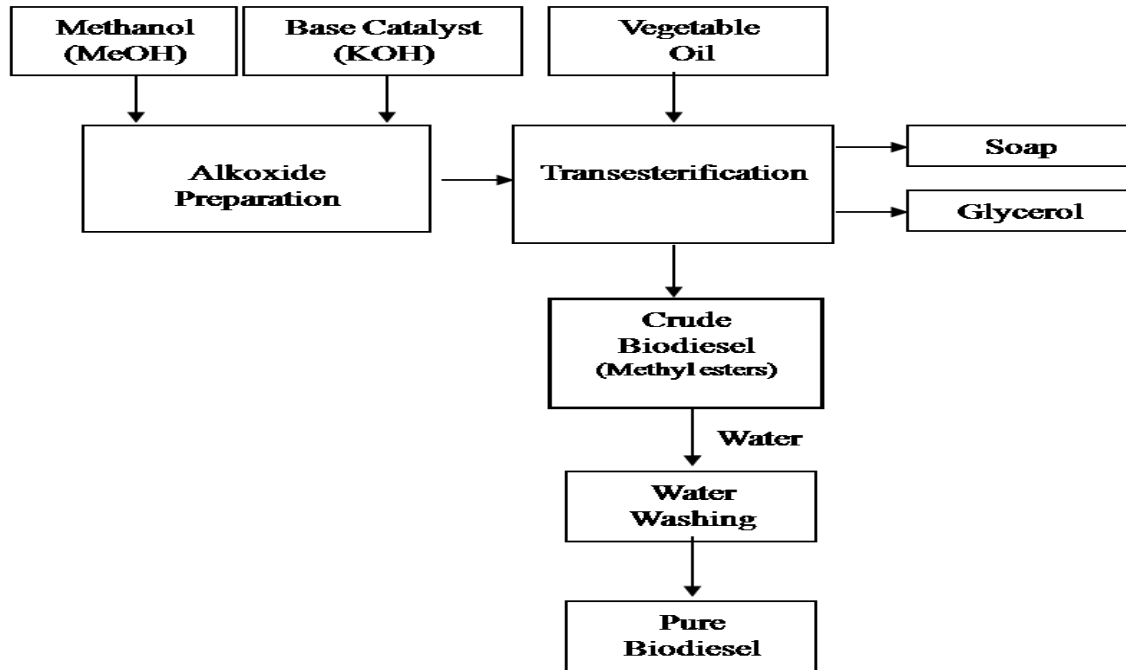 Methanol
(MeOH)
Base Catalyst
(KOH)
Vegetable
Oil
Alkoxide
Preparation
Transesterification
Soap
Glycerol
Crude
Biodiesel
(Methyl esters)
Water
Water
Washing
Pure
Biodiesel